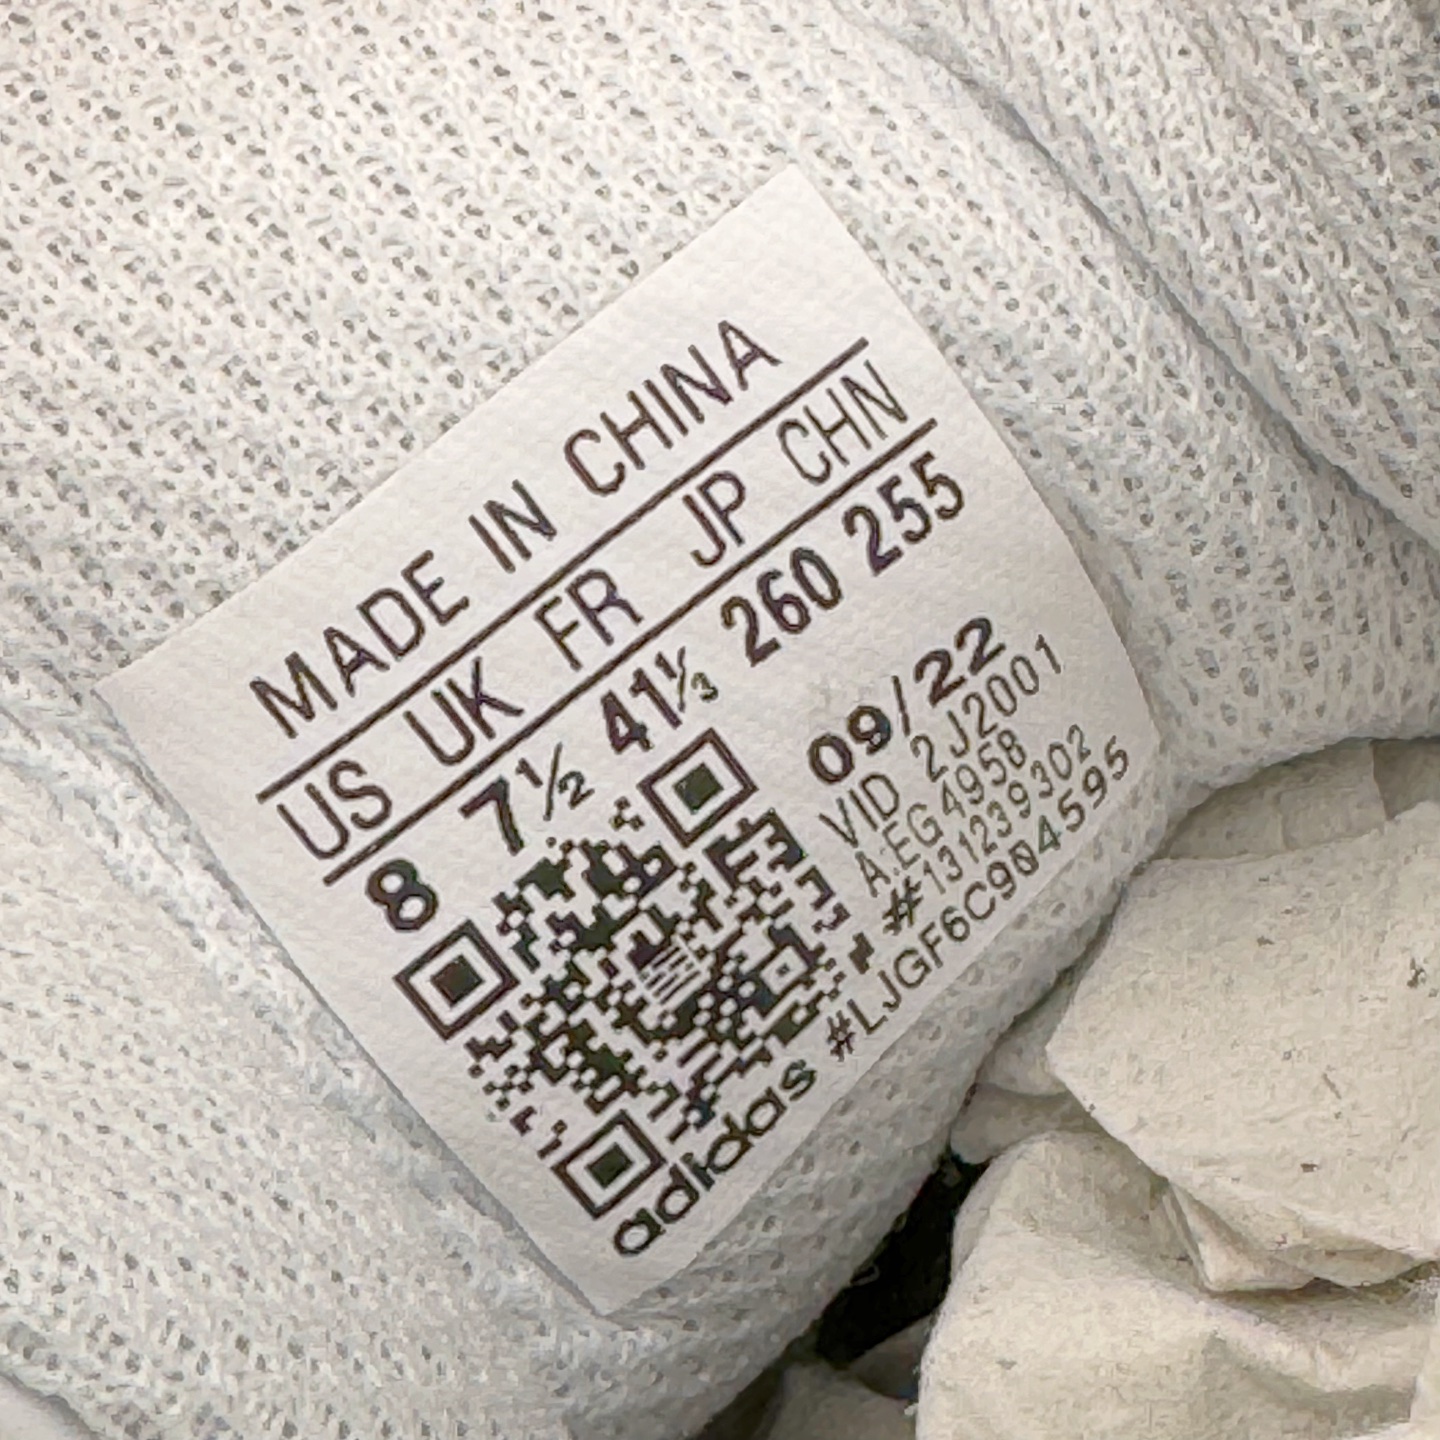 MADE IN CHINA
US UK FR JP CHN
8 7½ 41⅓ 260 255
09/22
VID 2J2001
A:EG4958
#131239302
#LJGF6C904595
adidas